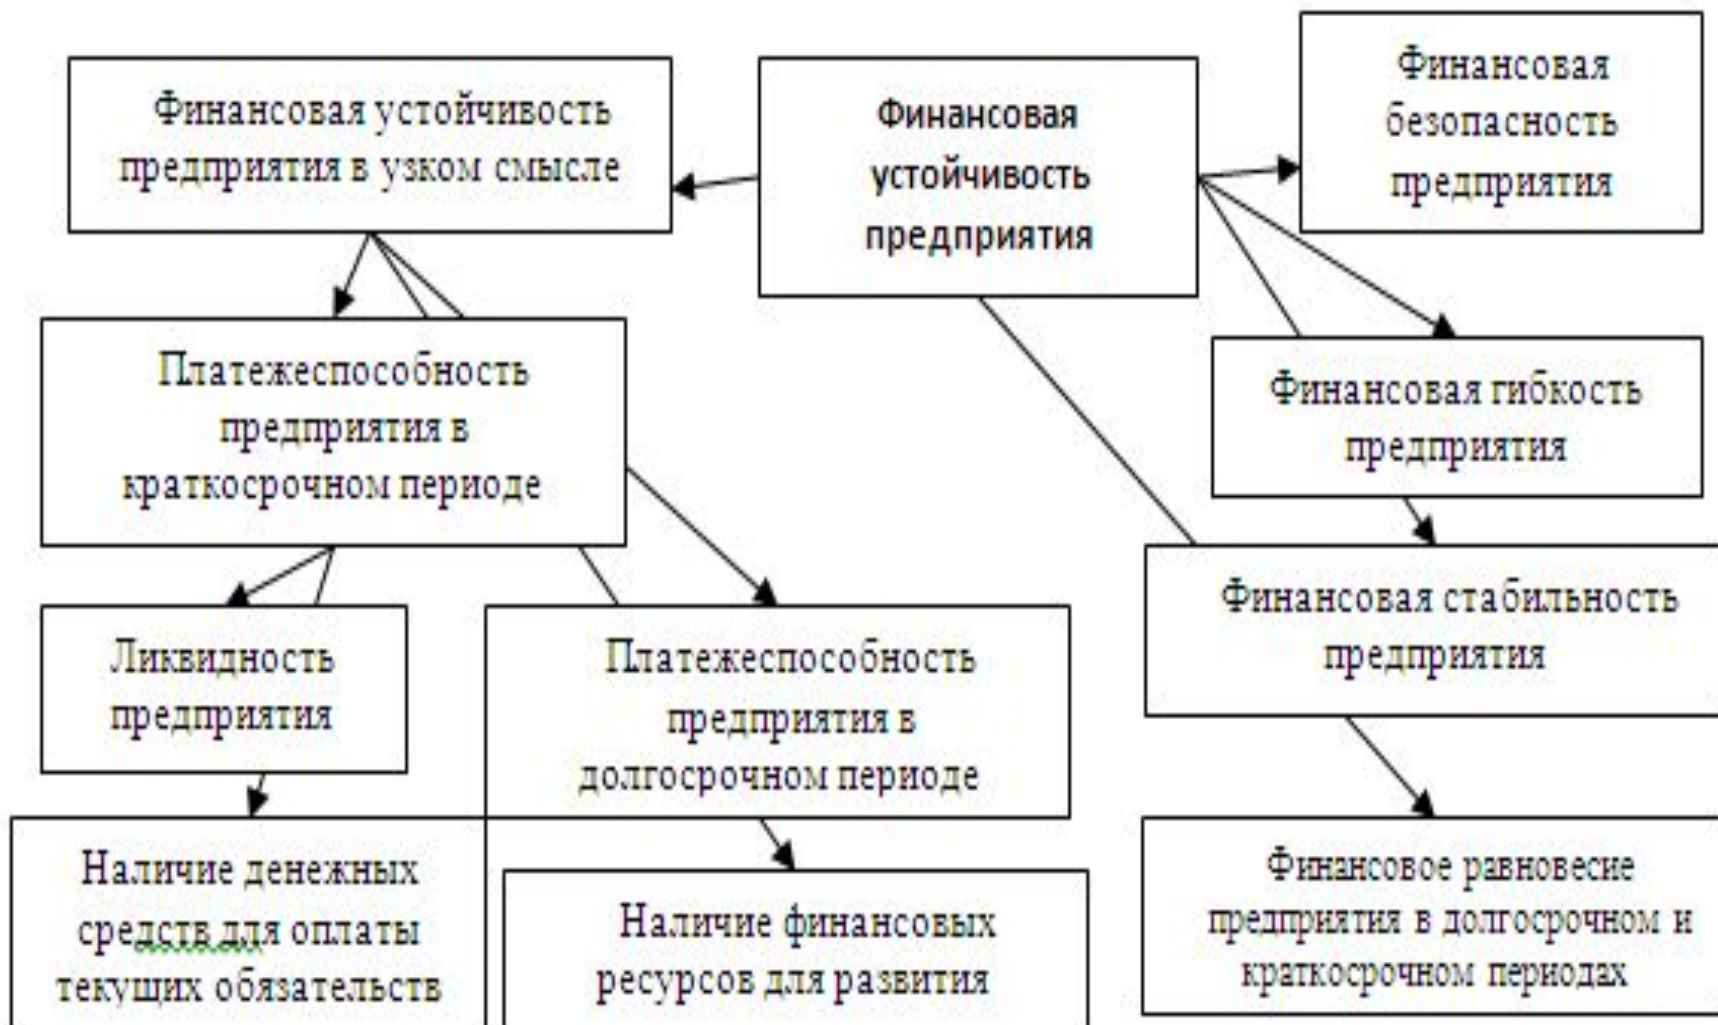 Финансовая устойчивость
предприятия в узком смысле
Финансовая
устойчивость
предприятия
Финансовая
безопасность
предприятия
Платежеспособность
предприятия в
краткосрочном периоде
Финансовая гибкость
предприятия
Ликвидность
предприятия
Платежеспособность
предприятия в
долгосрочном периоде
Финансовая стабильность
предприятия
Наличие денежных
средств для оплаты
текущих обязательств
Наличие финансовых
ресурсов для развития
Финансовое равновесие
предприятия в долгосрочном и
краткосрочном периодах